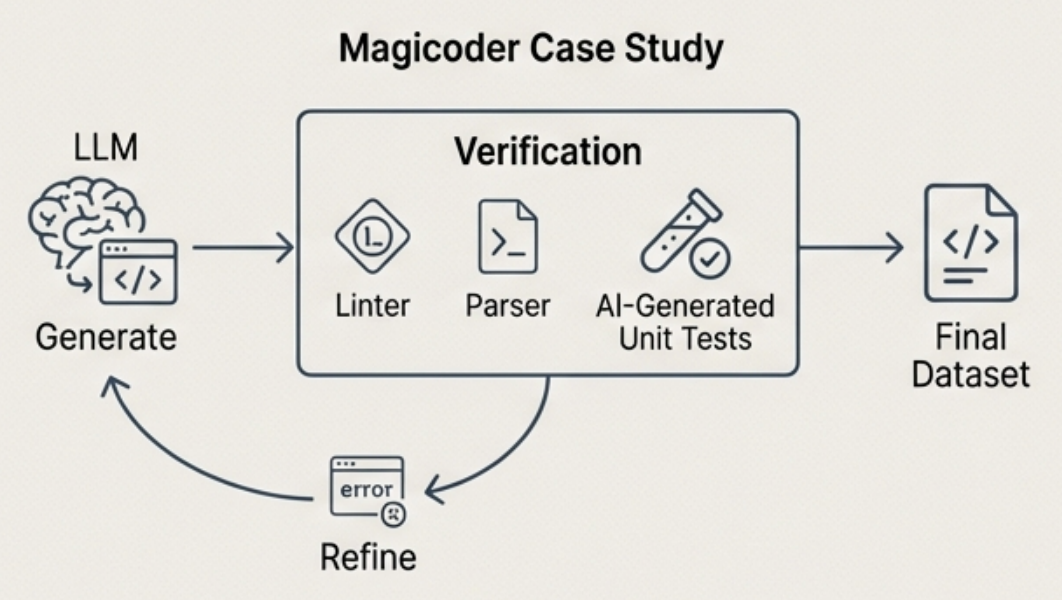 Magicoder Case Study
LLM
Generate
Verification
Linter
Parser
AI-Generated
Unit Tests
Final
Dataset
error
Refine